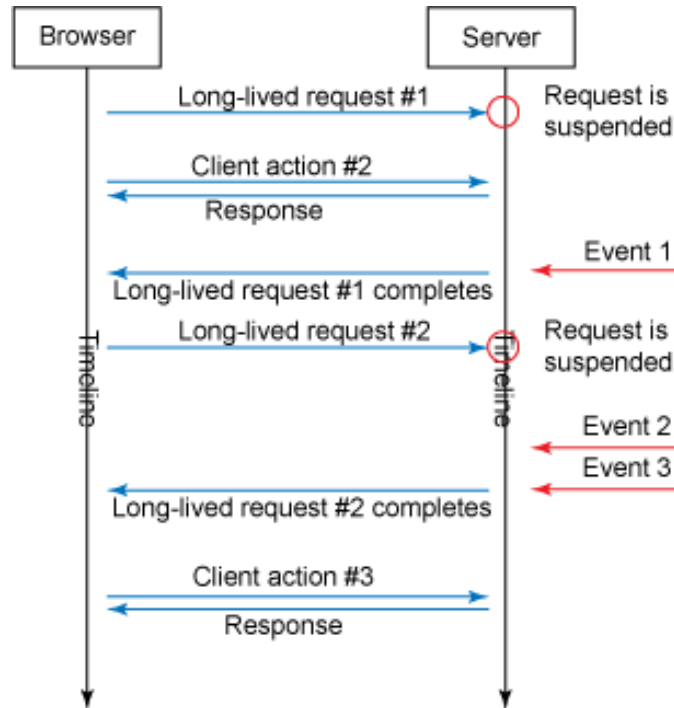 Browser
Server
Long-lived request #1
Request is
suspended
Client action #2
Response
Event 1
Long-lived request #1 completes
Long-lived request #2
Request is
suspended
Timeline
Timeline
Event 2
Event 3
Long-lived request #2 completes
Client action #3
Response